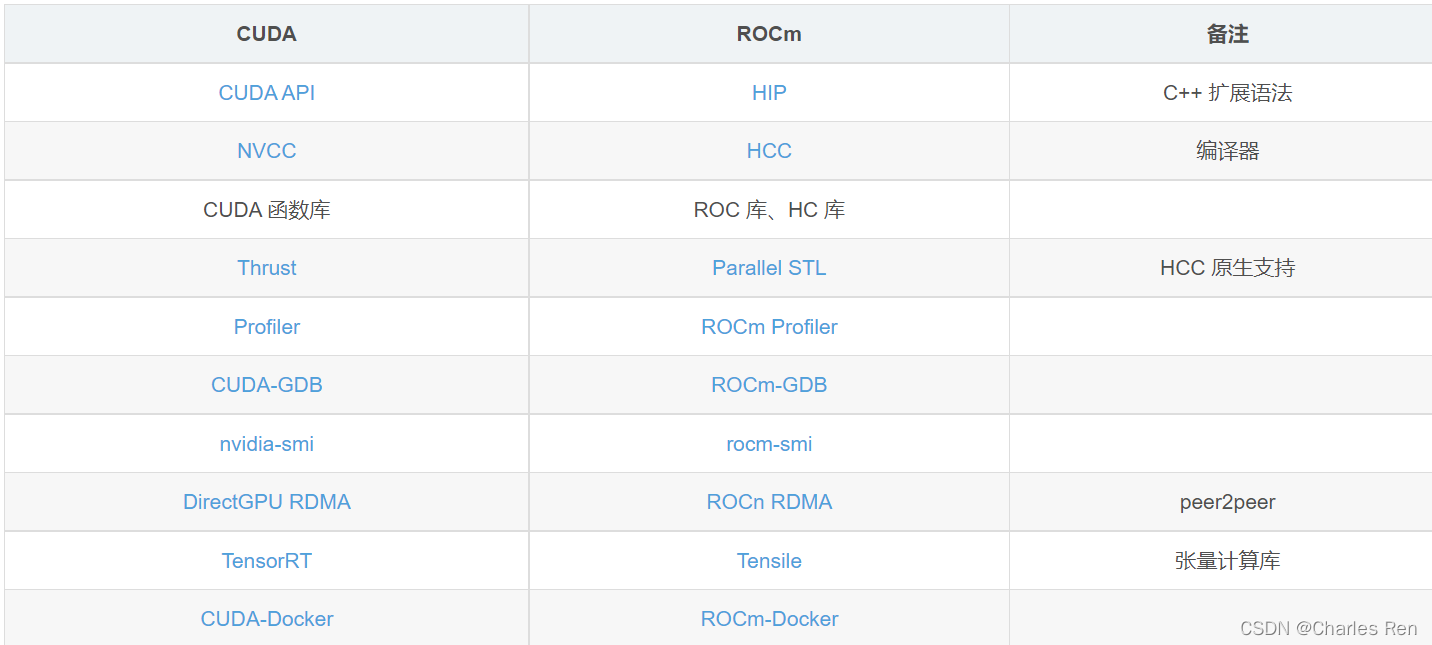 CUDA ROCm 备注
CUDA API HIP C++ 扩展语法
NVCC HCC 编译器
CUDA 函数库 ROC 库、HC 库
Thrust Parallel STL HCC 原生支持
Profiler ROCm Profiler
CUDA-GDB ROCm-GDB
nvidia-smi rocm-smi
DirectGPU RDMA ROCn RDMA peer2peer
TensorRT Tensile 张量计算库
CUDA-Docker ROCm-Docker
CSDN @Charles Ren